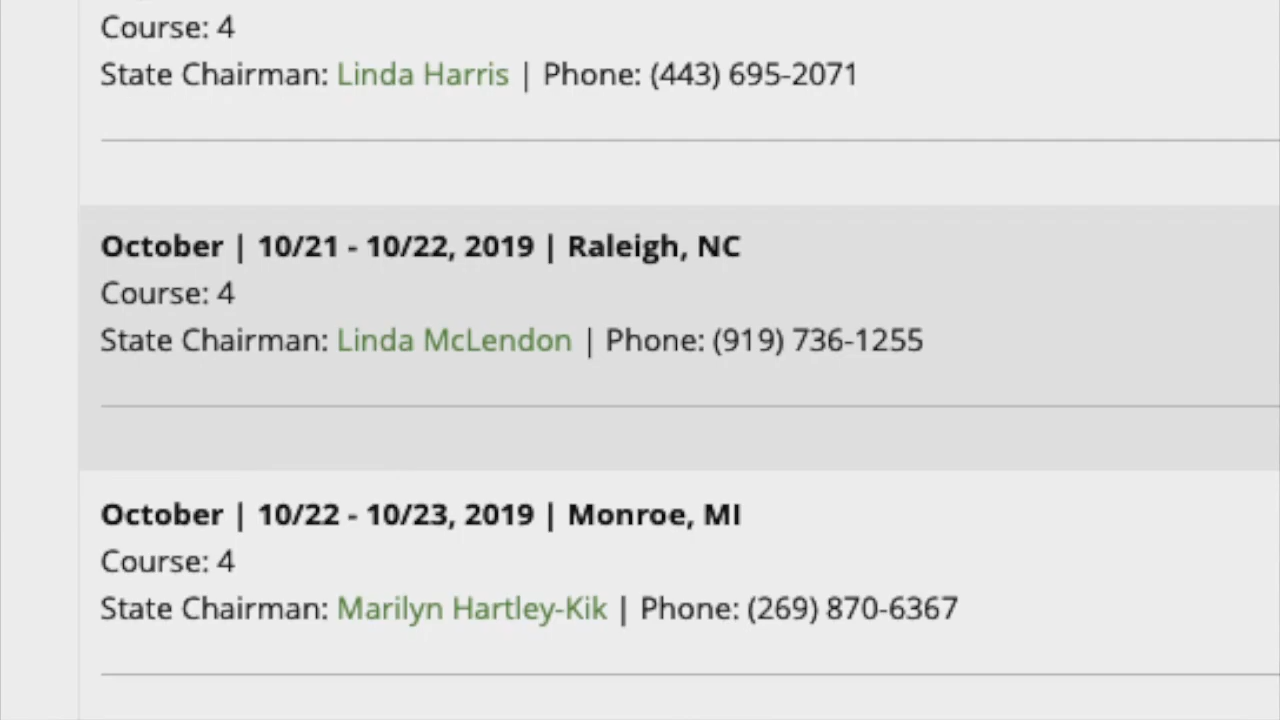 Course: 4
State Chairman: Linda Harris | Phone: (443) 695-2071
October | 10/21 - 10/22, 2019 | Raleigh, NC
Course: 4
State Chairman: Linda McLendon | Phone: (919) 736-1255
October | 10/22 - 10/23, 2019 | Monroe, MI
Course: 4
State Chairman: Marilyn Hartley-Kik | Phone: (269) 870-6367